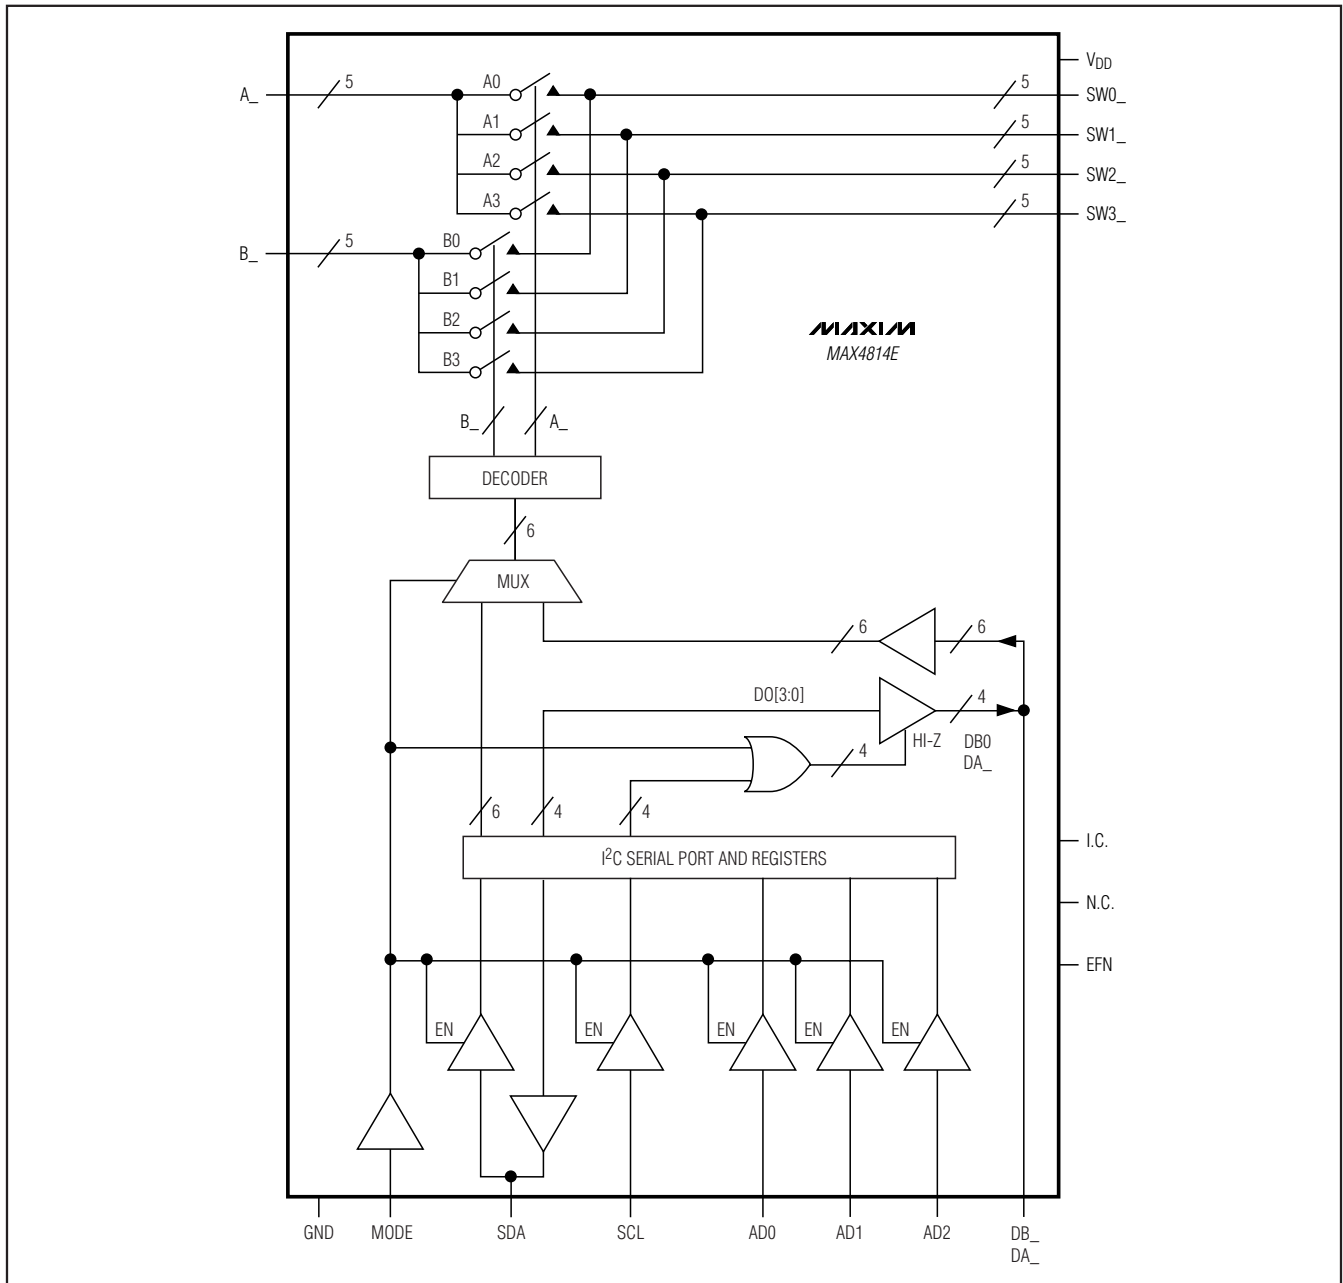 VDD
A_ 5 A0 5 SW0_
A1 5 SW1_
A2 5 SW2_
A3 5 SW3_
B_ 5 B0
B1
B2
MAXIM
MAX4814E
B3
B_ A_
DECODER
6
MUX
6 6
DO[3:0] 4
HI-Z DB0
DA_
4
6 4 4
I.C.
I2C SERIAL PORT AND REGISTERS
N.C.
EFN
EN EN EN EN EN
GND MODE SDA SCL AD0 AD1 AD2 DB_
DA_